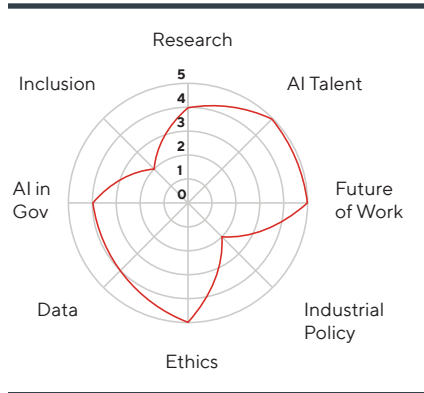 Research
Inclusion
AI Talent
5
4
3
2
1
0
AI in
Gov
Future
of Work
Data
Industrial
Policy
Ethics